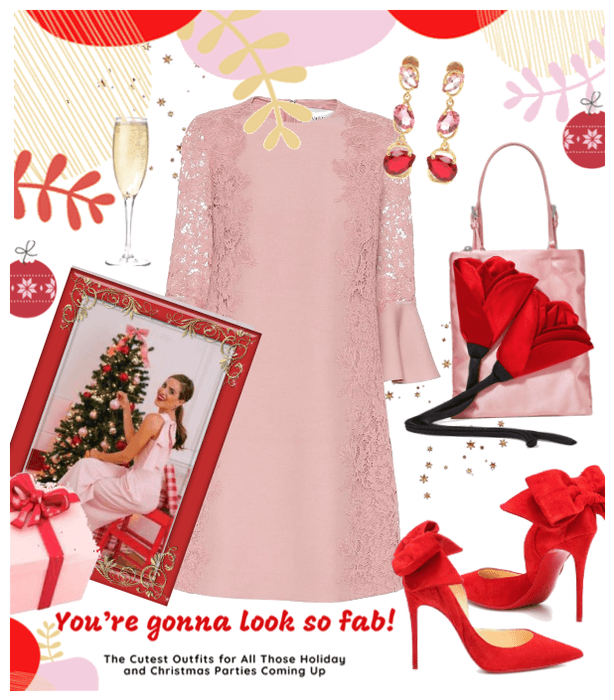 You're gonna look so fab!
The Cutest Outfits for All Those Holiday
and Christmas Parties Coming Up